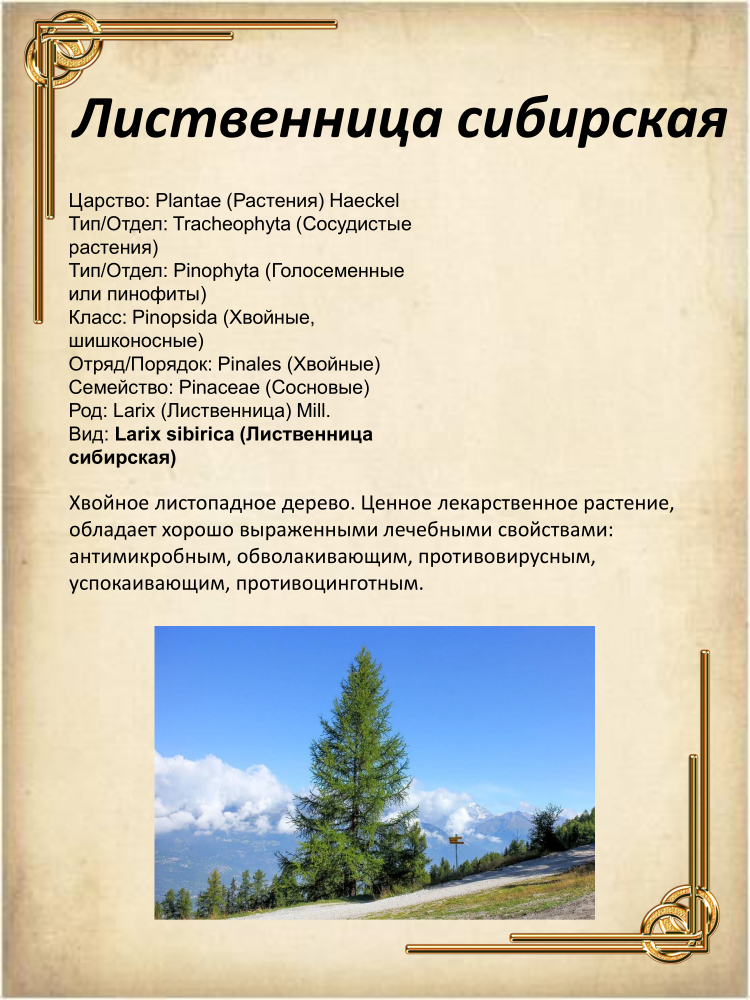 Лиственница сибирская
Царство: Plantae (Растения) Haeckel
Тип/Отдел: Tracheophyta (Сосудистые
растения)
Тип/Отдел: Pinophyta (Голосеменные
или пинофиты)
Класс: Pinopsida (Хвойные,
шишконосные)
Отряд/Порядок: Pinales (Хвойные)
Семейство: Pinaceae (Сосновые)
Род: Larix (Лиственница) Mill.
Вид: Larix sibirica (Лиственница
сибирская)
Хвойное листопадное дерево. Ценное лекарственное растение,
обладает хорошо выраженными лечебными свойствами:
антимикробным, обволакивающим, противовирусным,
успокаивающим, противоцинготным.